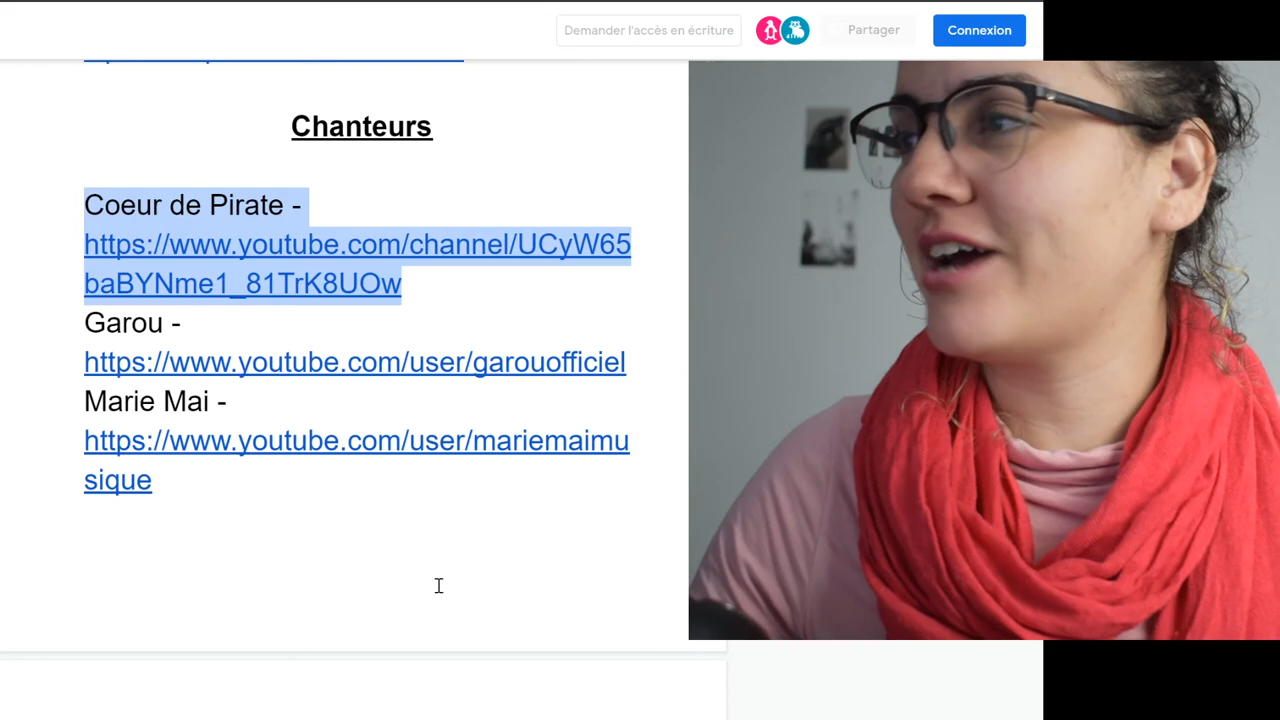 Demander l'accès en écriture
Partager
Connexion
Chanteurs
Coeur de Pirate -
https://www.youtube.com/channel/UCyW65
baBYNme1_81TrK8UOw
Garou -
https://www.youtube.com/user/garouofficiel
Marie Mai -
https://www.youtube.com/user/mariemaimu
sique